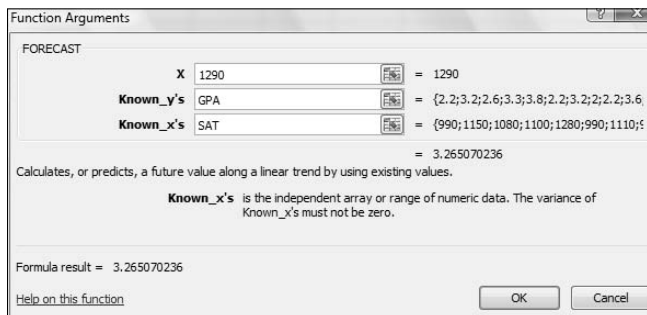 Function Arguments
?
FORECAST
X 1290 = 1290
Known_y's GPA = {2.2;3.2;2.6;3.3;3.8;2.2;3.2;2;2.2;3.6;
Known_x's SAT = {990;1150;1080;1100;1280;990;1110;9
= 3.265070236
Calculates, or predicts, a future value along a linear trend by using existing values.
Known_x's is the independent array or range of numeric data. The variance of
Known_x's must not be zero.
Formula result = 3.265070236
Help on this function
OK
Cancel